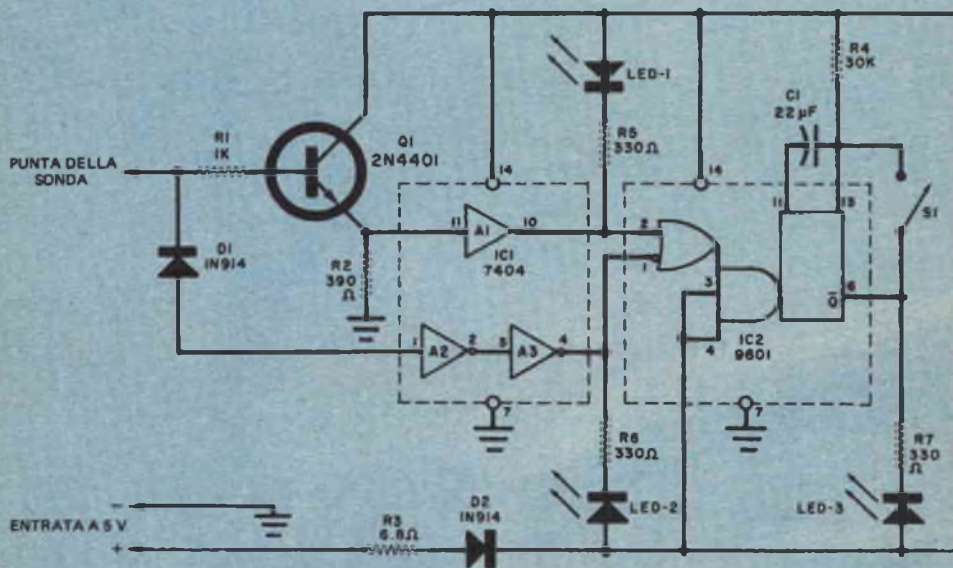 R4
30K
LED-1
C1
22 µF
R1
1K
Q1
2N4401
R5
330Ω
PUNTA DELLA
SONDA
14
14
11
13
S1
11
A1
10
2
IC1
7404
D1
1N914
R2
390
Ω
1
3
6
Q̅
1
A2
2
3
A3
4
4
IC2
9601
7
7
R6
330Ω
R7
330
Ω
D2
1N914
LED-2
LED-3
ENTRATA A 5 V
−
+
R3
6.8Ω